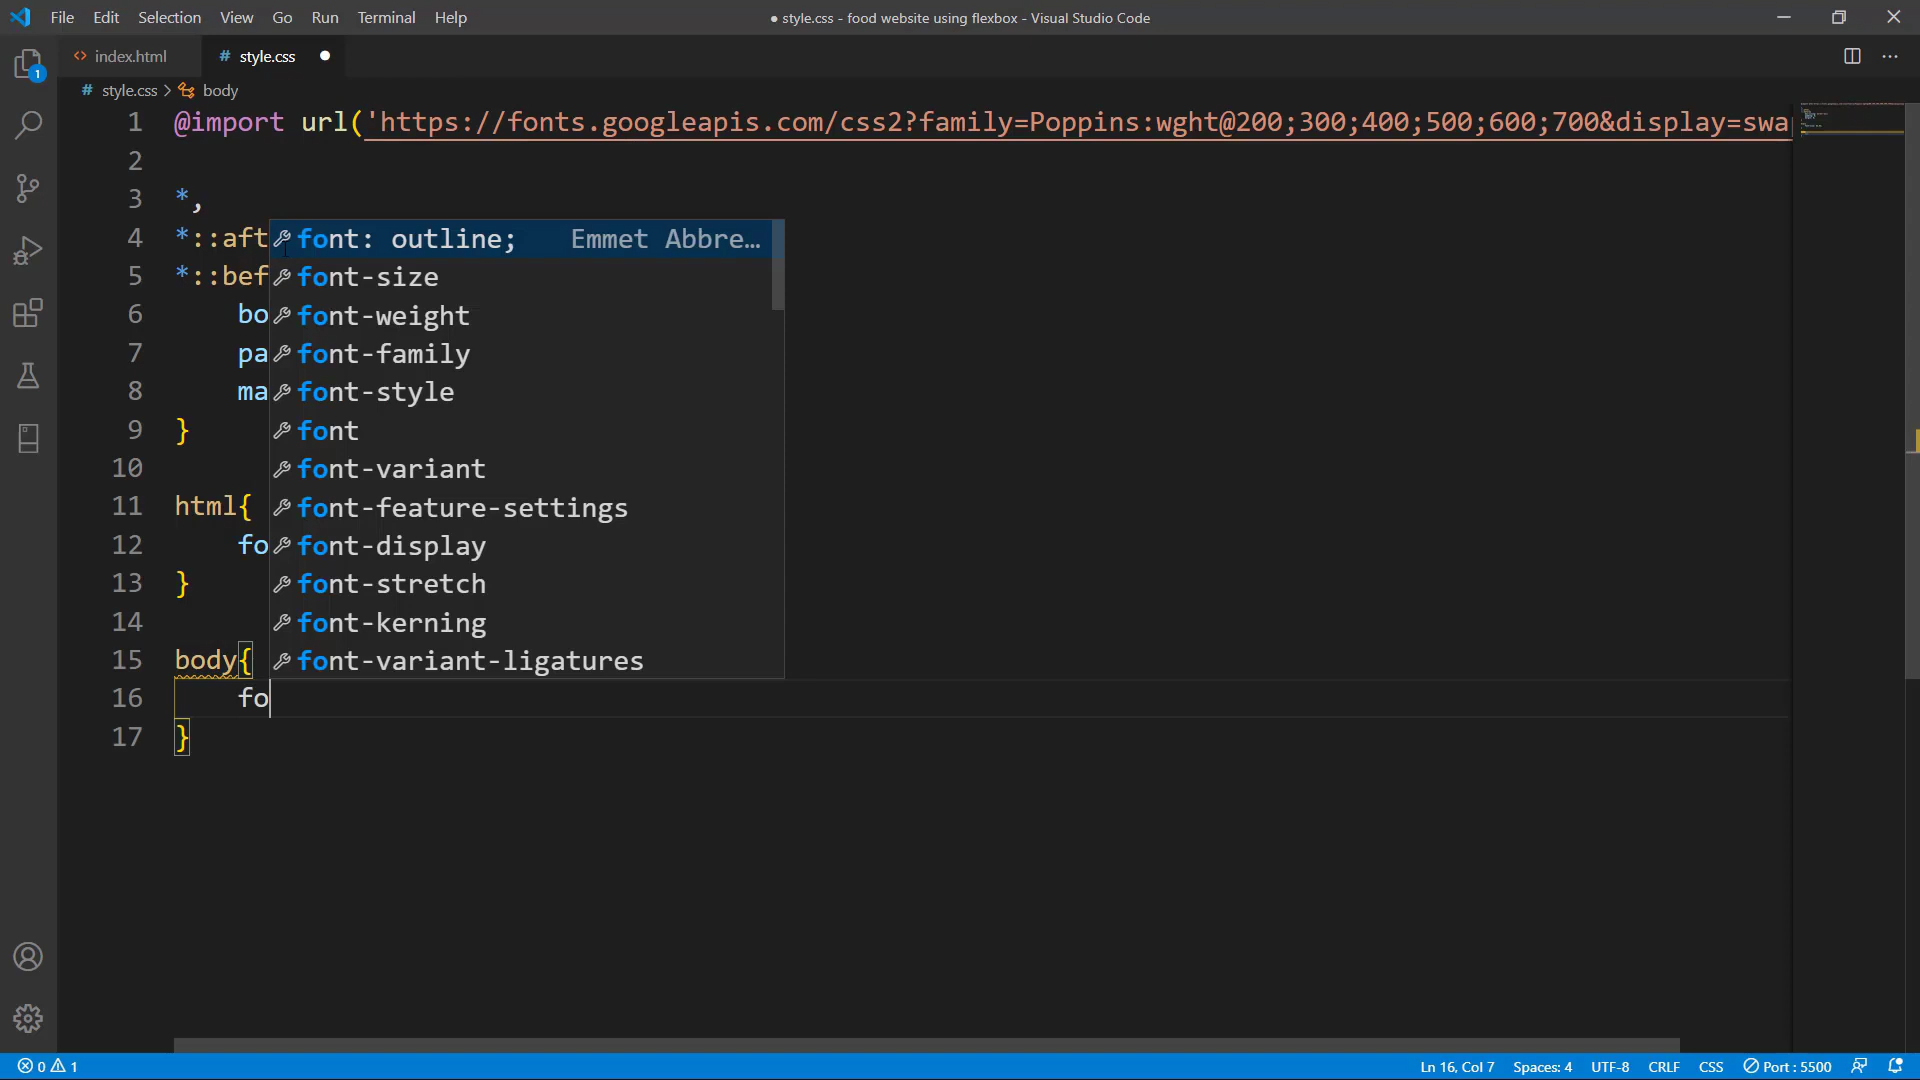 File Edit Selection View Go Run Terminal Help
● style.css - food website using flexbox - Visual Studio Code
1
<> index.html
# style.css ●
# style.css > body
1 @import url('https://fonts.googleapis.com/css2?family=Poppins:wght@200;300;400;500;600;700&display=swa
2
3 *,
4 *::aft
5 *::bef
6 bo
7 pa
8 ma
9 }
10
11 html{
12 fo
13 }
14
15 body{
16 fo
17 }
font: outline; Emmet Abbre…
font-size
font-weight
font-family
font-style
font
font-variant
font-feature-settings
font-display
font-stretch
font-kerning
font-variant-ligatures
0 1
Ln 16, Col 7 Spaces: 4 UTF-8 CRLF CSS Port : 5500